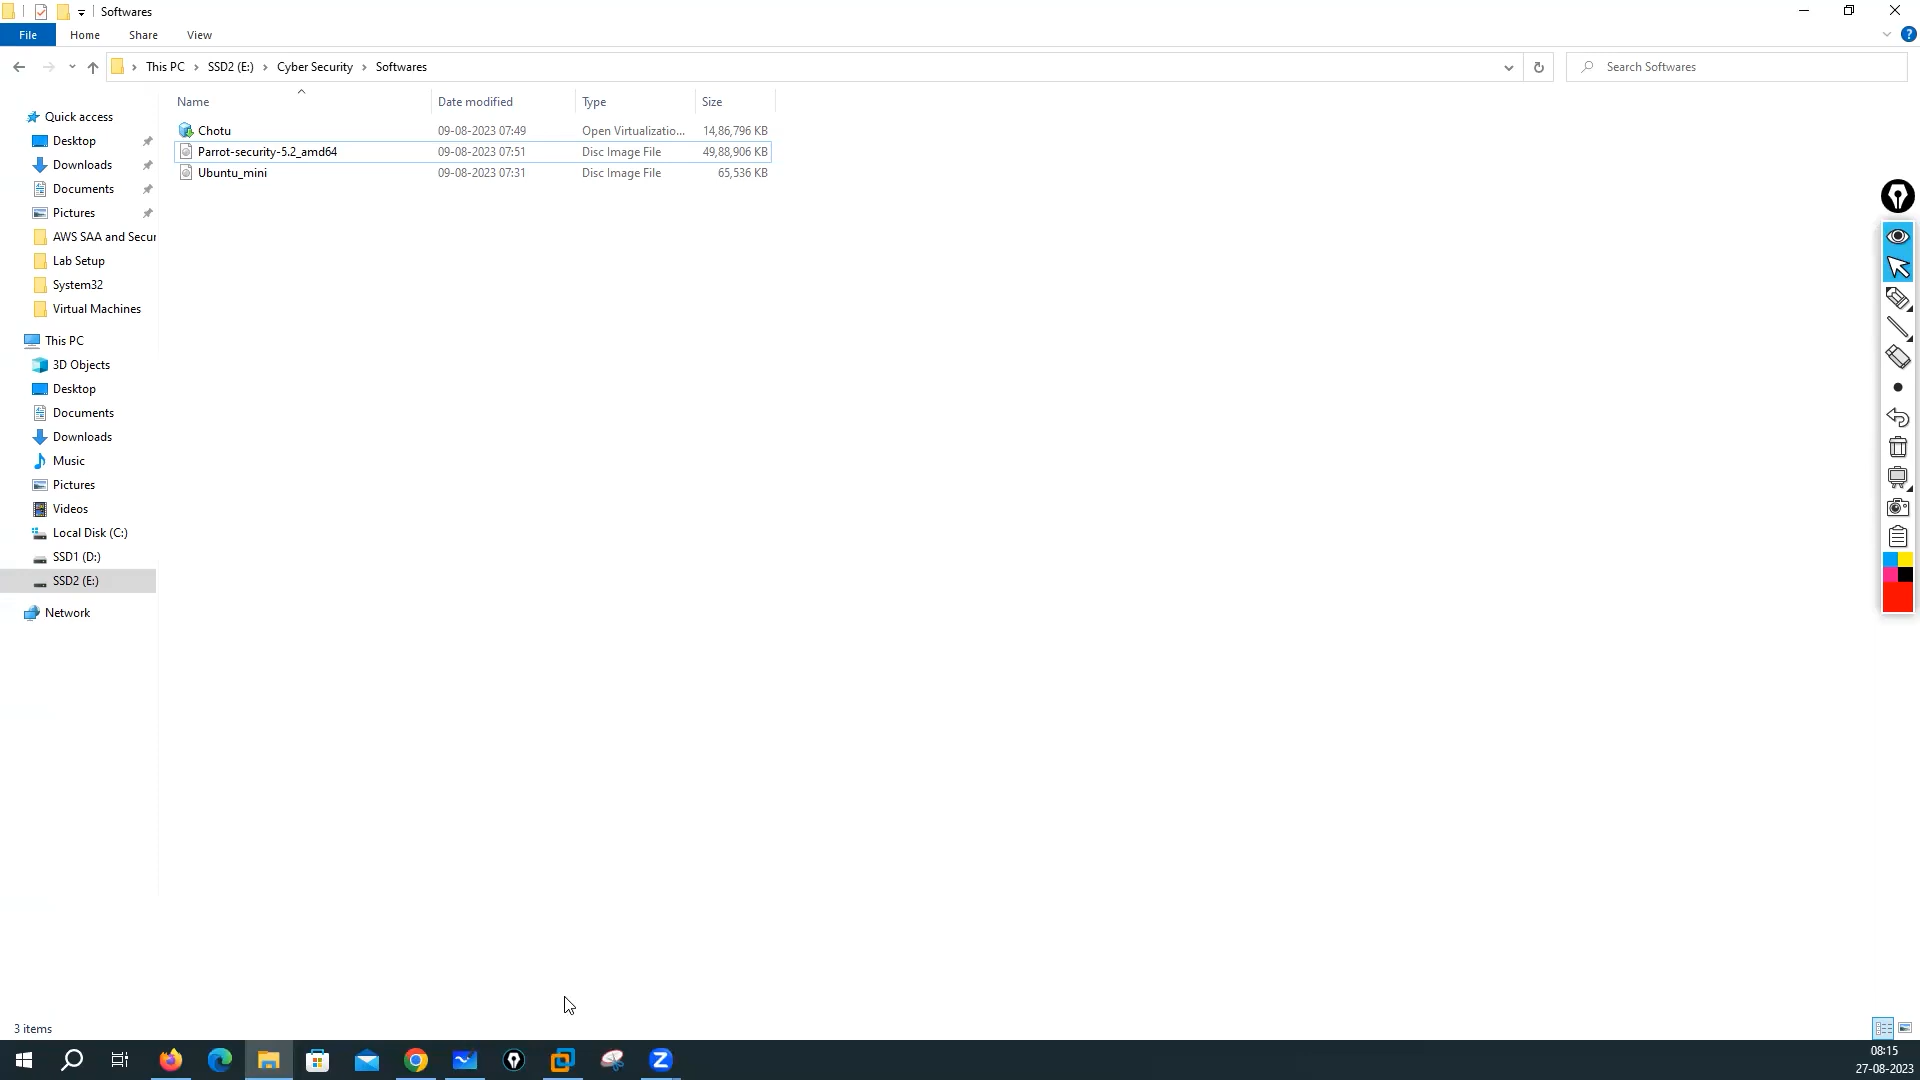 Softwares
File Home Share View
This PC SSD2 (E:) Cyber Security Softwares
Search Softwares
Name Date modified Type Size
Chotu 09-08-2023 07:49 Open Virtualizatio... 14,86,796 KB
Parrot-security-5.2_amd64 09-08-2023 07:51 Disc Image File 49,88,906 KB
Ubuntu_mini 09-08-2023 07:31 Disc Image File 65,536 KB
Quick access
Desktop
Downloads
Documents
Pictures
AWS SAA and Secur
Lab Setup
System32
Virtual Machines
This PC
3D Objects
Desktop
Documents
Downloads
Music
Pictures
Videos
Local Disk (C:)
SSD1 (D:)
SSD2 (E:)
Network
3 items
08:15
27-08-2023